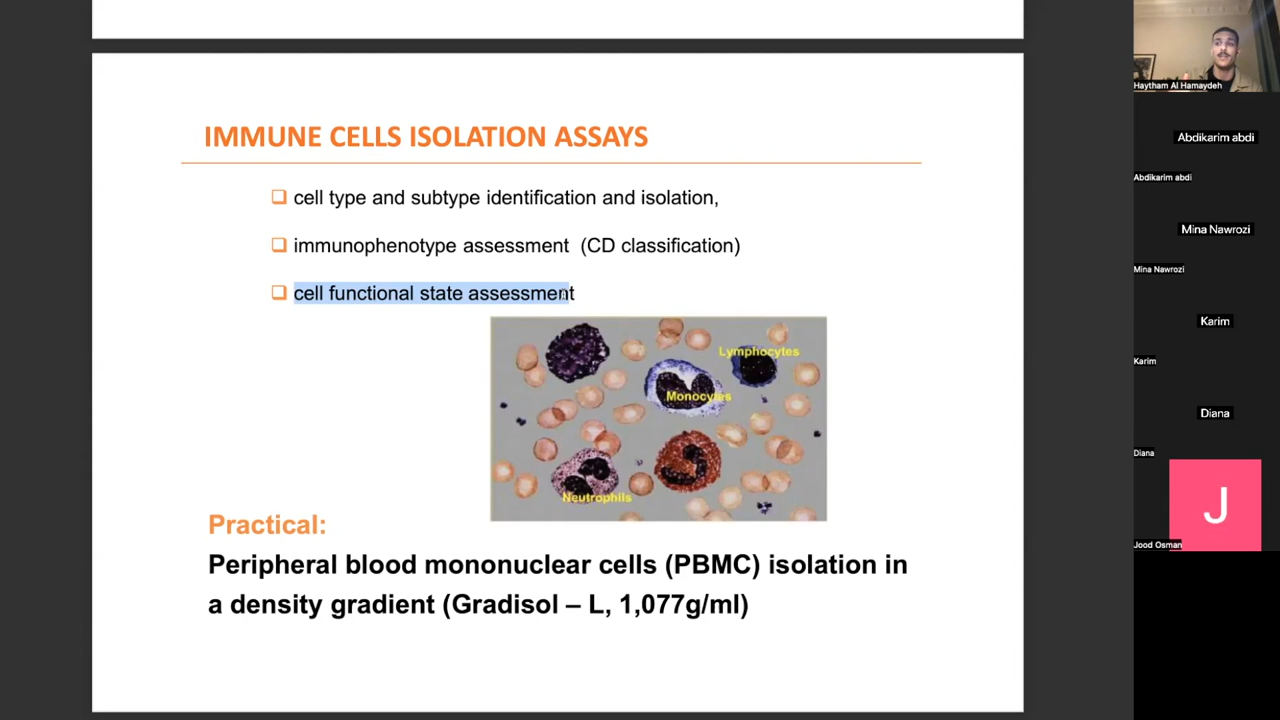 IMMUNE CELLS ISOLATION ASSAYS
cell type and subtype identification and isolation,
immunophenotype assessment (CD classification)
cell functional state assessment
Lymphocytes
Monocytes
Neutrophils
Practical:
Peripheral blood mononuclear cells (PBMC) isolation in
a density gradient (Gradisol – L, 1,077g/ml)
Haytham Al Hamaydeh
Abdikarim abdi
Abdikarim abdi
Mina Nawrozi
Mina Nawrozi
Karim
Karim
Diana
Diana
J
Jood Osman